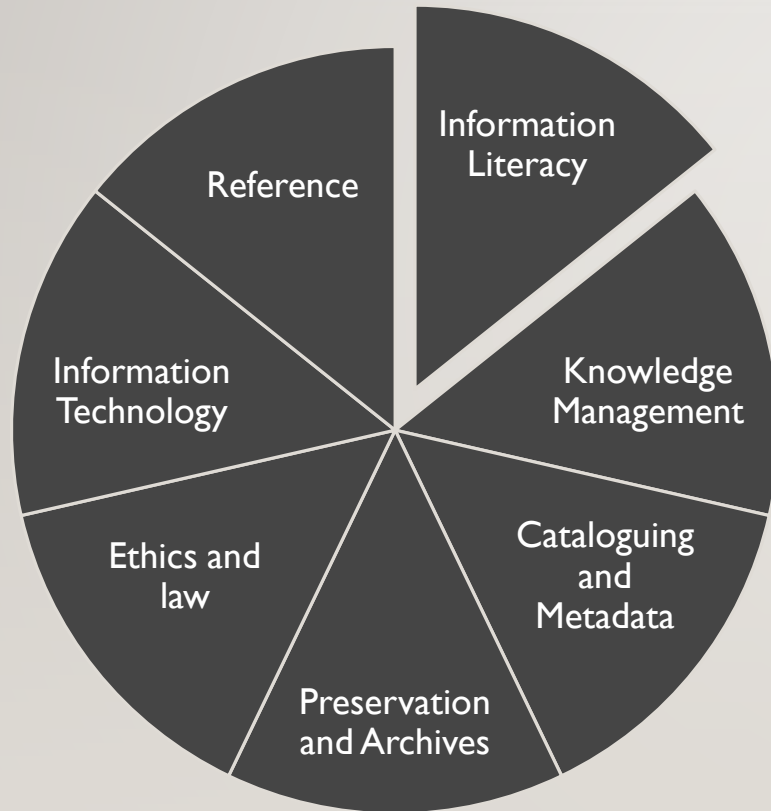 Information
Literacy
Knowledge
Management
Cataloguing
and
Metadata
Preservation
and Archives
Ethics and
law
Information
Technology
Reference